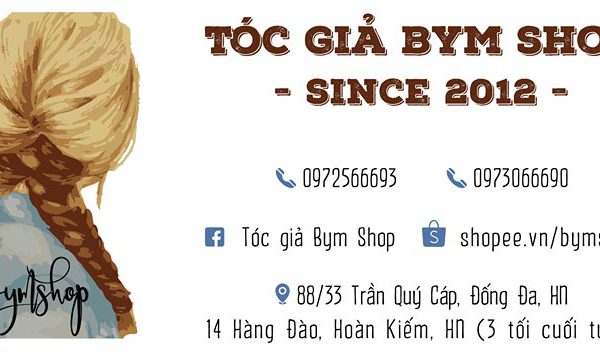 TÓC GIẢ BYM SHO
- SINCE 2012 -
0972566693 0973066690
Tóc giả Bym Shop shopee.vn/byms
88/33 Trần Quý Cáp, Đống Đa, HN
14 Hàng Đào, Hoàn Kiếm, HN (3 tối cuối tu
bymshop